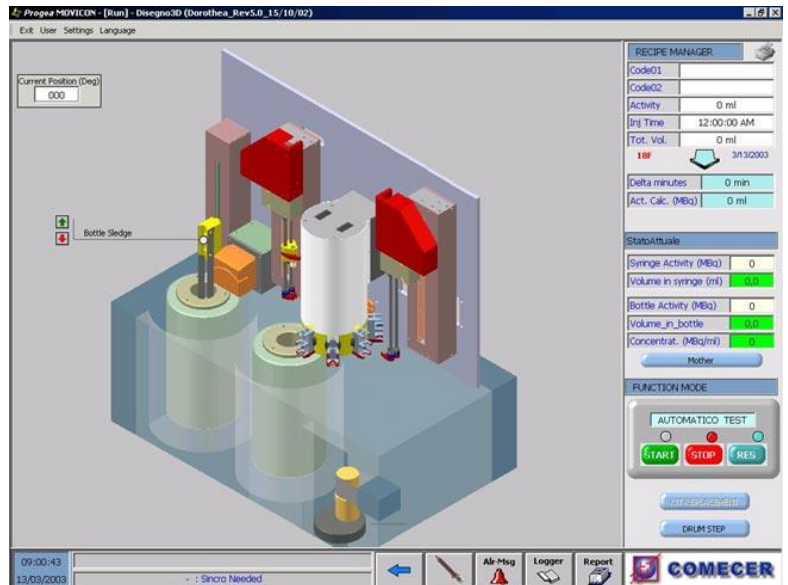 Progea MOVICON - [Run] - Disegno3D (Dorothea_Rev5.0_15/10/02)
Exit User Settings Language
Current Position (Deg)
000
Bottle Sledge
RECIPE MANAGER
Code01
Code02
Activity 0 ml
Inj Time 12:00:00 AM
Tot. Vol. 0 ml
18F 3/13/2003
Delta minutes 0 min
Act. Calc. (MBq) 0 ml
StatoAttuale
Syringe Activity (MBq) 0
Volume in syringe (ml) 0,0
Bottle Activity (MBq) 0
Volume_in_bottle 0,0
Concentrat. (MBq/ml) 0
Mother
FUNCTION MODE
AUTOMATICO TEST
START STOP RES
KIT REPLACEMENT
DRUM STEP
09:00:43
13/03/2003
- : Sincro Needed
Alr-Msg Logger Report
COMECER